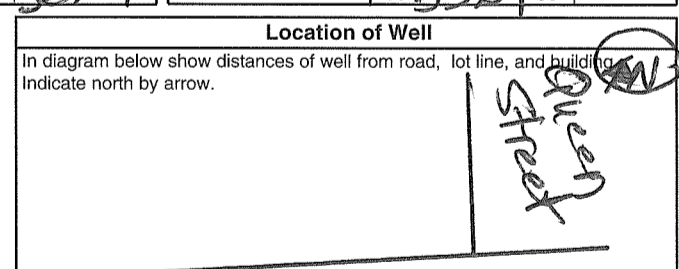 Location of Well
In diagram below show distances of well from road, lot line, and building.
Indicate north by arrow.
N
Queen
Street